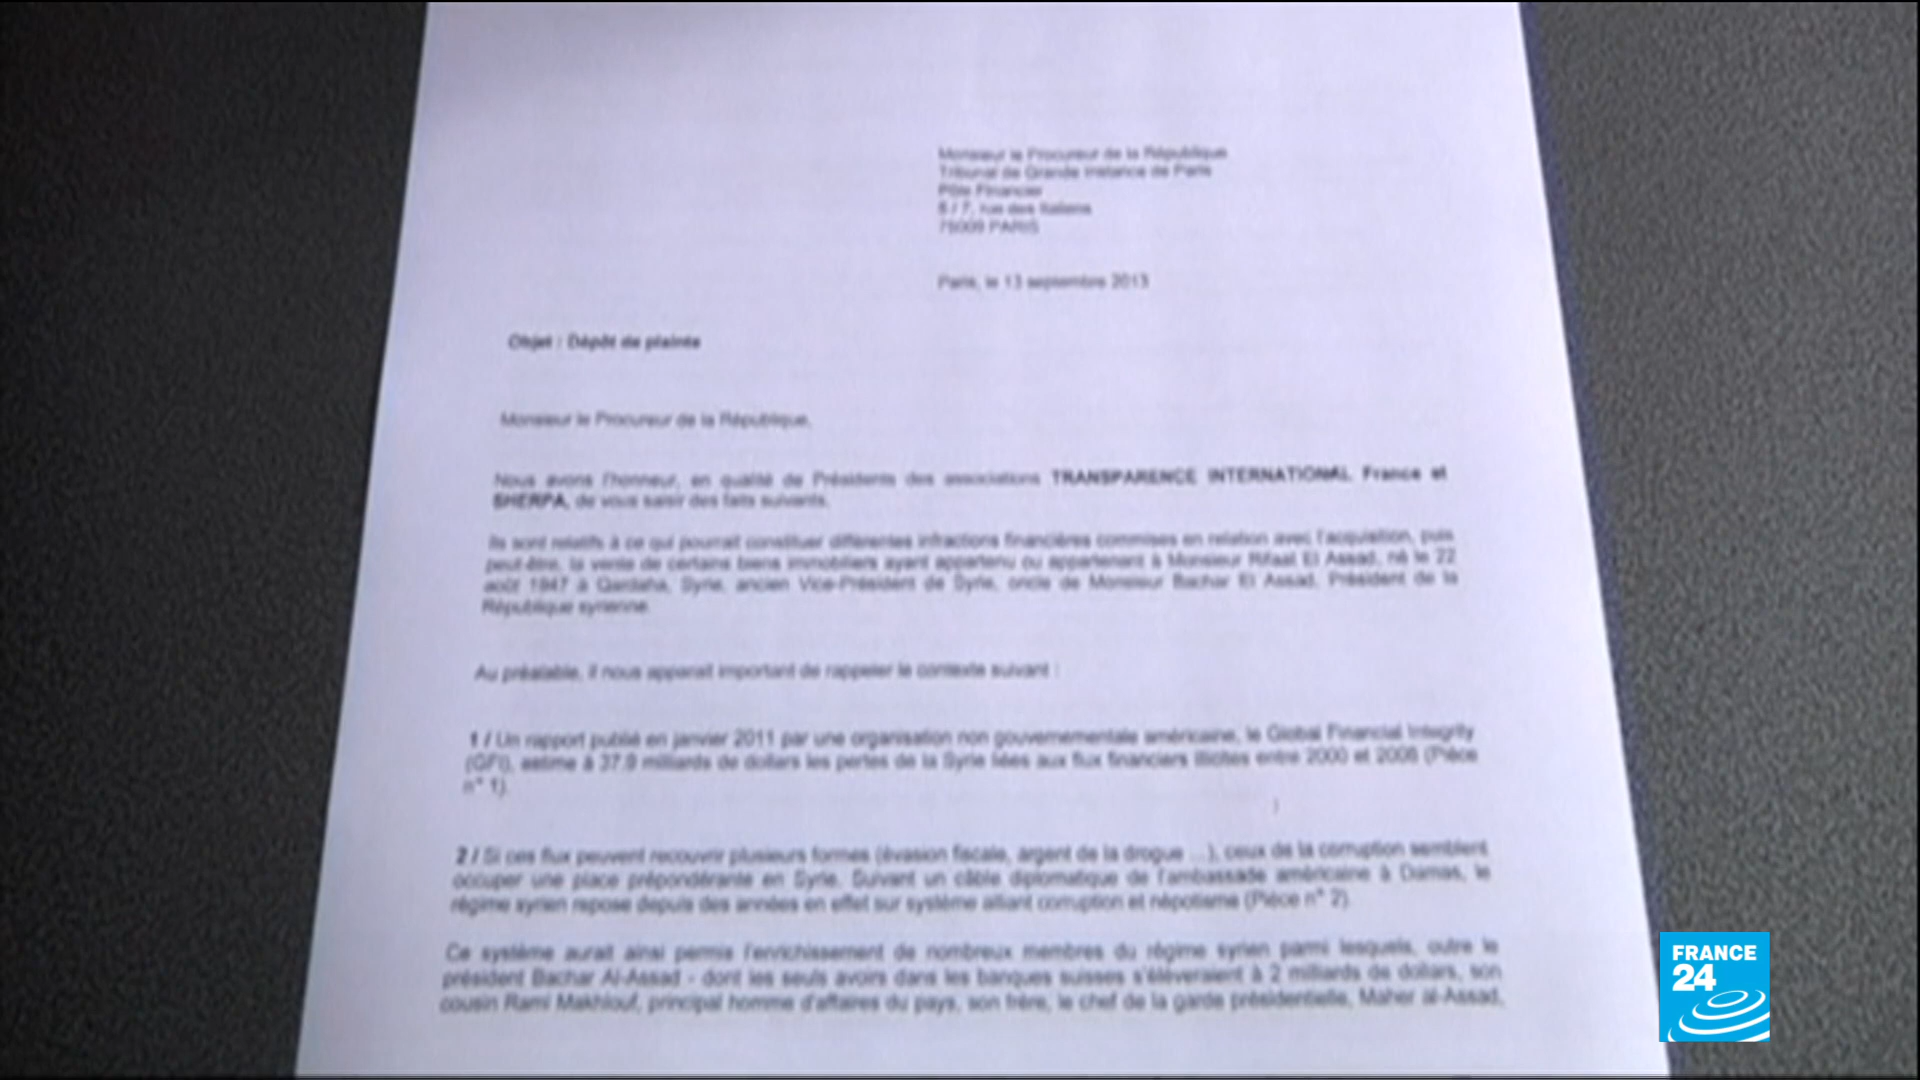 Monsieur le Procureur de la République
Tribunal de Grande Instance de Paris
Pôle Financier
5 / 7, rue des Italiens
75009 PARIS
Paris, le 13 septembre 2013
Objet : Dépôt de plainte
Monsieur le Procureur de la République,
Nous avons l'honneur, en qualité de Présidents des associations TRANSPARENCE INTERNATIONAL France et
SHERPA, de vous saisir des faits suivants.
Ils sont relatifs à ce qui pourrait constituer différentes infractions financières commises en relation avec l'acquisition, puis
peut-être, la vente de certains biens immobiliers ayant appartenu ou appartenant à Monsieur Rifaat El Assad, né le 22
août 1947 à Qardaha, Syrie, ancien Vice-Président de Syrie, oncle de Monsieur Bachar El Assad, Président de la
République syrienne.
Au préalable, il nous apparait important de rappeler le contexte suivant :
1 / Un rapport publié en janvier 2011 par une organisation non gouvernementale américaine, le Global Financial Integrity
(GFI), estime à 37.9 milliards de dollars les pertes de la Syrie liées aux flux financiers illicites entre 2000 et 2008 (Pièce
n° 1).
2 / Si ces flux peuvent recouvrir plusieurs formes (évasion fiscale, argent de la drogue ...), ceux de la corruption semblent
occuper une place prépondérante en Syrie. Suivant un câble diplomatique de l'ambassade américaine à Damas, le
régime syrien repose depuis des années en effet sur système alliant corruption et népotisme (Pièce n° 2).
Ce système aurait ainsi permis l'enrichissement de nombreux membres du régime syrien parmi lesquels, outre le
président Bachar Al-Assad - dont les seuls avoirs dans les banques suisses s'élèveraient à 2 milliards de dollars, son
cousin Rami Makhlouf, principal homme d'affaires du pays, son frère, le chef de la garde présidentielle, Maher al-Assad,
FRANCE
24